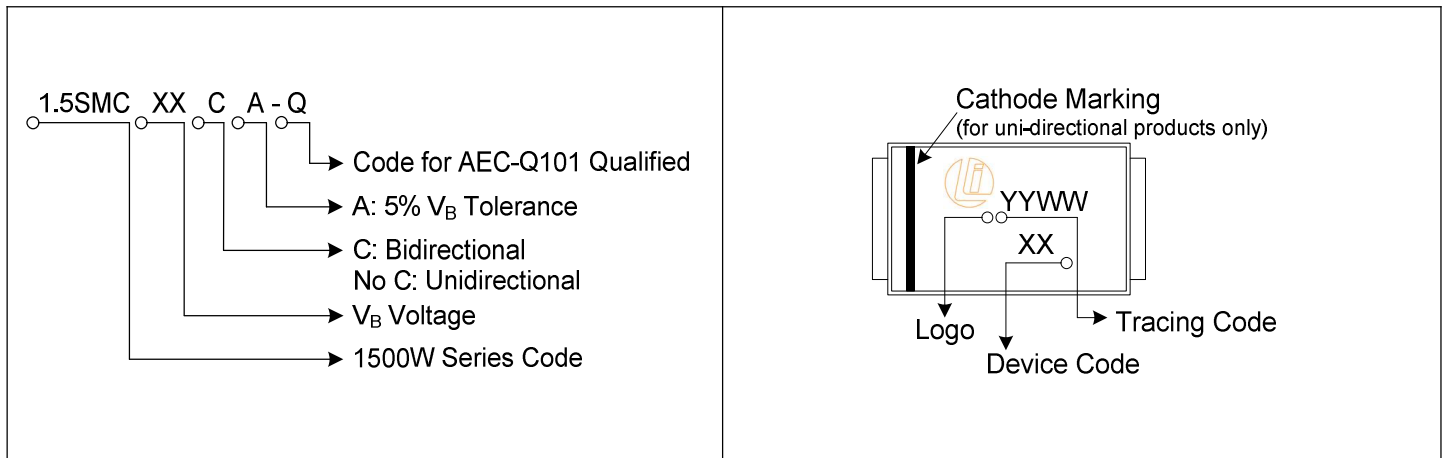 1.5SMC XX C A - Q
Code for AEC-Q101 Qualified
A: 5% VB Tolerance
C: Bidirectional
No C: Unidirectional
VB Voltage
1500W Series Code
Cathode Marking
(for uni-directional products only)
YYWW
XX
Logo
Tracing Code
Device Code